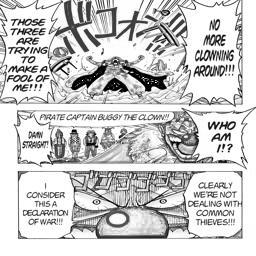 NO
MORE
CLOWNING
AROUND!!!
THOSE
THREE
ARE
TRYING
TO
MAKE A
FOOL OF
ME!!!
WHO
AM
I!?
PIRATE CAPTAIN BUGGY THE CLOWN!!
DAMN
STRAIGHT!
CLEARLY
WE'RE NOT
DEALING WITH
COMMON
THIEVES!!!
I
CONSIDER
THIS A
DECLARATION
OF WAR!!!